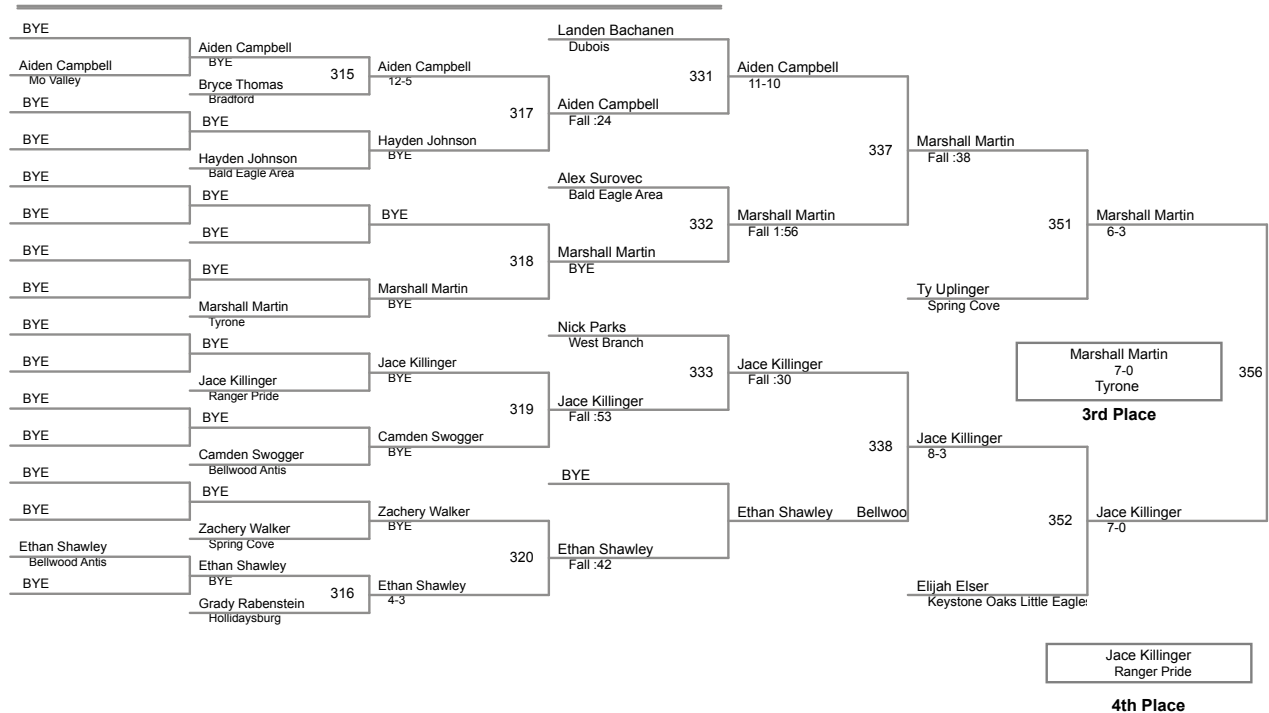 BYE
Aiden Campbell
Mo Valley
BYE
BYE
BYE
BYE
BYE
BYE
BYE
BYE
BYE
BYE
BYE
BYE
Ethan Shawley
Bellwood Antis
BYE
Aiden Campbell
BYE
315
Bryce Thomas
Bradford
BYE
Hayden Johnson
Bald Eagle Area
BYE
BYE
BYE
Marshall Martin
Tyrone
BYE
Jace Killinger
Ranger Pride
BYE
Camden Swogger
Bellwood Antis
BYE
Zachery Walker
Spring Cove
Ethan Shawley
BYE
316
Grady Rabenstein
Hollidaysburg
Aiden Campbell
12-5
317
Hayden Johnson
BYE
BYE
318
Marshall Martin
BYE
Jace Killinger
BYE
319
Camden Swogger
BYE
Zachery Walker
BYE
320
Ethan Shawley
4-3
Landen Bachanen
Dubois
331
Aiden Campbell
Fall :24
Alex Surovec
Bald Eagle Area
332
Marshall Martin
BYE
Nick Parks
West Branch
333
Jace Killinger
Fall :53
BYE
Ethan Shawley
Fall :42
Aiden Campbell
11-10
337
Marshall Martin
Fall 1:56
Jace Killinger
Fall :30
338
Ethan Shawley Bellwoo
Marshall Martin
Fall :38
351
Ty Uplinger
Spring Cove
Jace Killinger
8-3
352
Elijah Elser
Keystone Oaks Little Eagles
Marshall Martin
6-3
356
Jace Killinger
7-0
Marshall Martin
7-0
Tyrone
3rd Place
Jace Killinger
Ranger Pride
4th Place